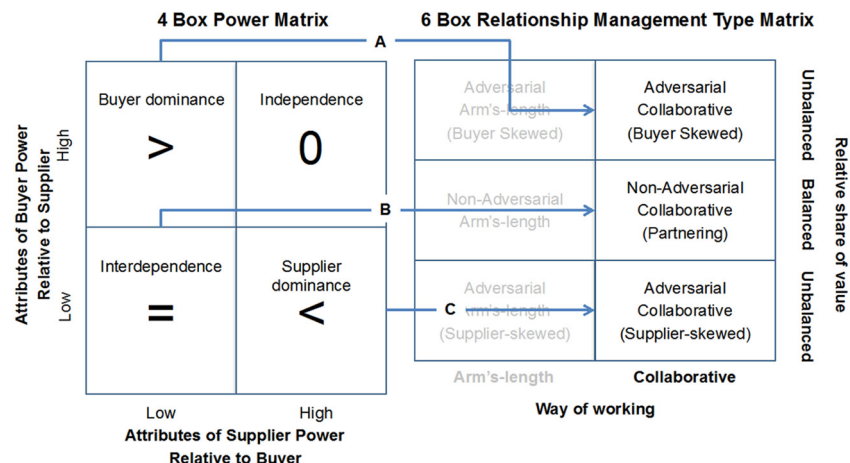 4 Box Power Matrix
6 Box Relationship Management Type Matrix
A
Buyer dominance
>
Independence
0
Interdependence
=
Supplier
dominance
<
High
Low
Attributes of Buyer Power
Relative to Supplier
Low
High
Attributes of Supplier Power
Relative to Buyer
B
C
Adversarial
Arm's-length
(Buyer Skewed)
Adversarial
Collaborative
(Buyer Skewed)
Non-Adversarial
Arm's-length
Non-Adversarial
Collaborative
(Partnering)
Adversarial
Arm's-length
(Supplier-skewed)
Adversarial
Collaborative
(Supplier-skewed)
Arm's-length
Collaborative
Way of working
Unbalanced
Balanced
Unbalanced
Relative share of value